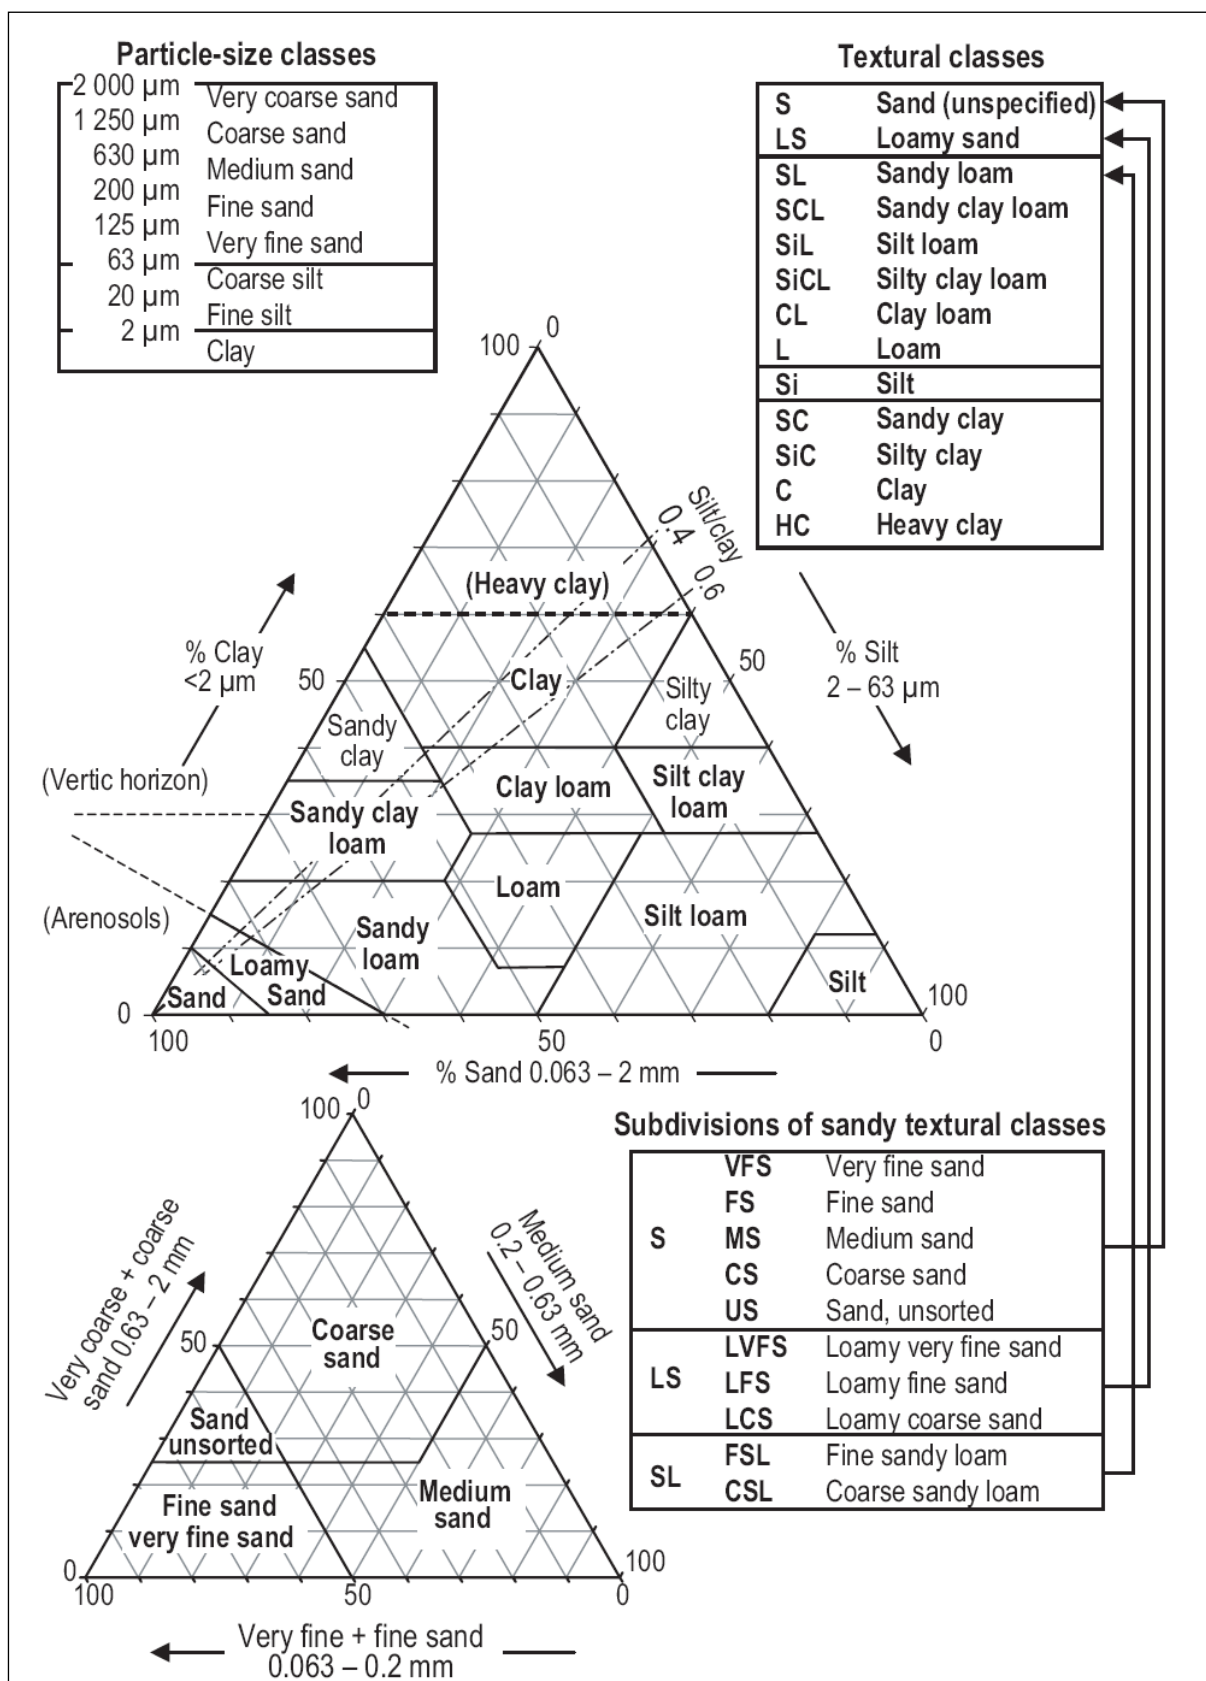 Particle-size classes
2 000 µm
Very coarse sand
1 250 µm
Coarse sand
630 µm
Medium sand
200 µm
Fine sand
125 µm
Very fine sand
63 µm
Coarse silt
20 µm
Fine silt
2 µm
Clay
Textural classes
S Sand (unspecified)
LS Loamy sand
SL Sandy loam
SCL Sandy clay loam
SiL Silt loam
SiCL Silty clay loam
CL Clay loam
L Loam
Si Silt
SC Sandy clay
SiC Silty clay
C Clay
HC Heavy clay
100 0
Silt/clay
0.4
0.6
(Heavy clay)
% Clay
<2 µm
50
50
% Silt
2 – 63 µm
Clay
Silty
clay
Sandy
clay
(Vertic horizon)
Clay loam
Silt clay
loam
Sandy clay
loam
Loam
(Arenosols)
Sandy
loam
Silt loam
Loamy
Sand
Sand
Silt
0
100
100
50
0
% Sand 0.063 – 2 mm
100 0
Very coarse + coarse
sand 0.63 – 2 mm
Medium sand
0.2 – 0.63 mm
50
50
Coarse
sand
Sand
unsorted
Fine sand
very fine sand
Medium
sand
0
100
100
50
0
Very fine + fine sand
0.063 – 0.2 mm
Subdivisions of sandy textural classes
VFS Very fine sand
FS Fine sand
S MS Medium sand
CS Coarse sand
US Sand, unsorted
LVFS Loamy very fine sand
LS LFS Loamy fine sand
LCS Loamy coarse sand
FSL Fine sandy loam
SL CSL Coarse sandy loam